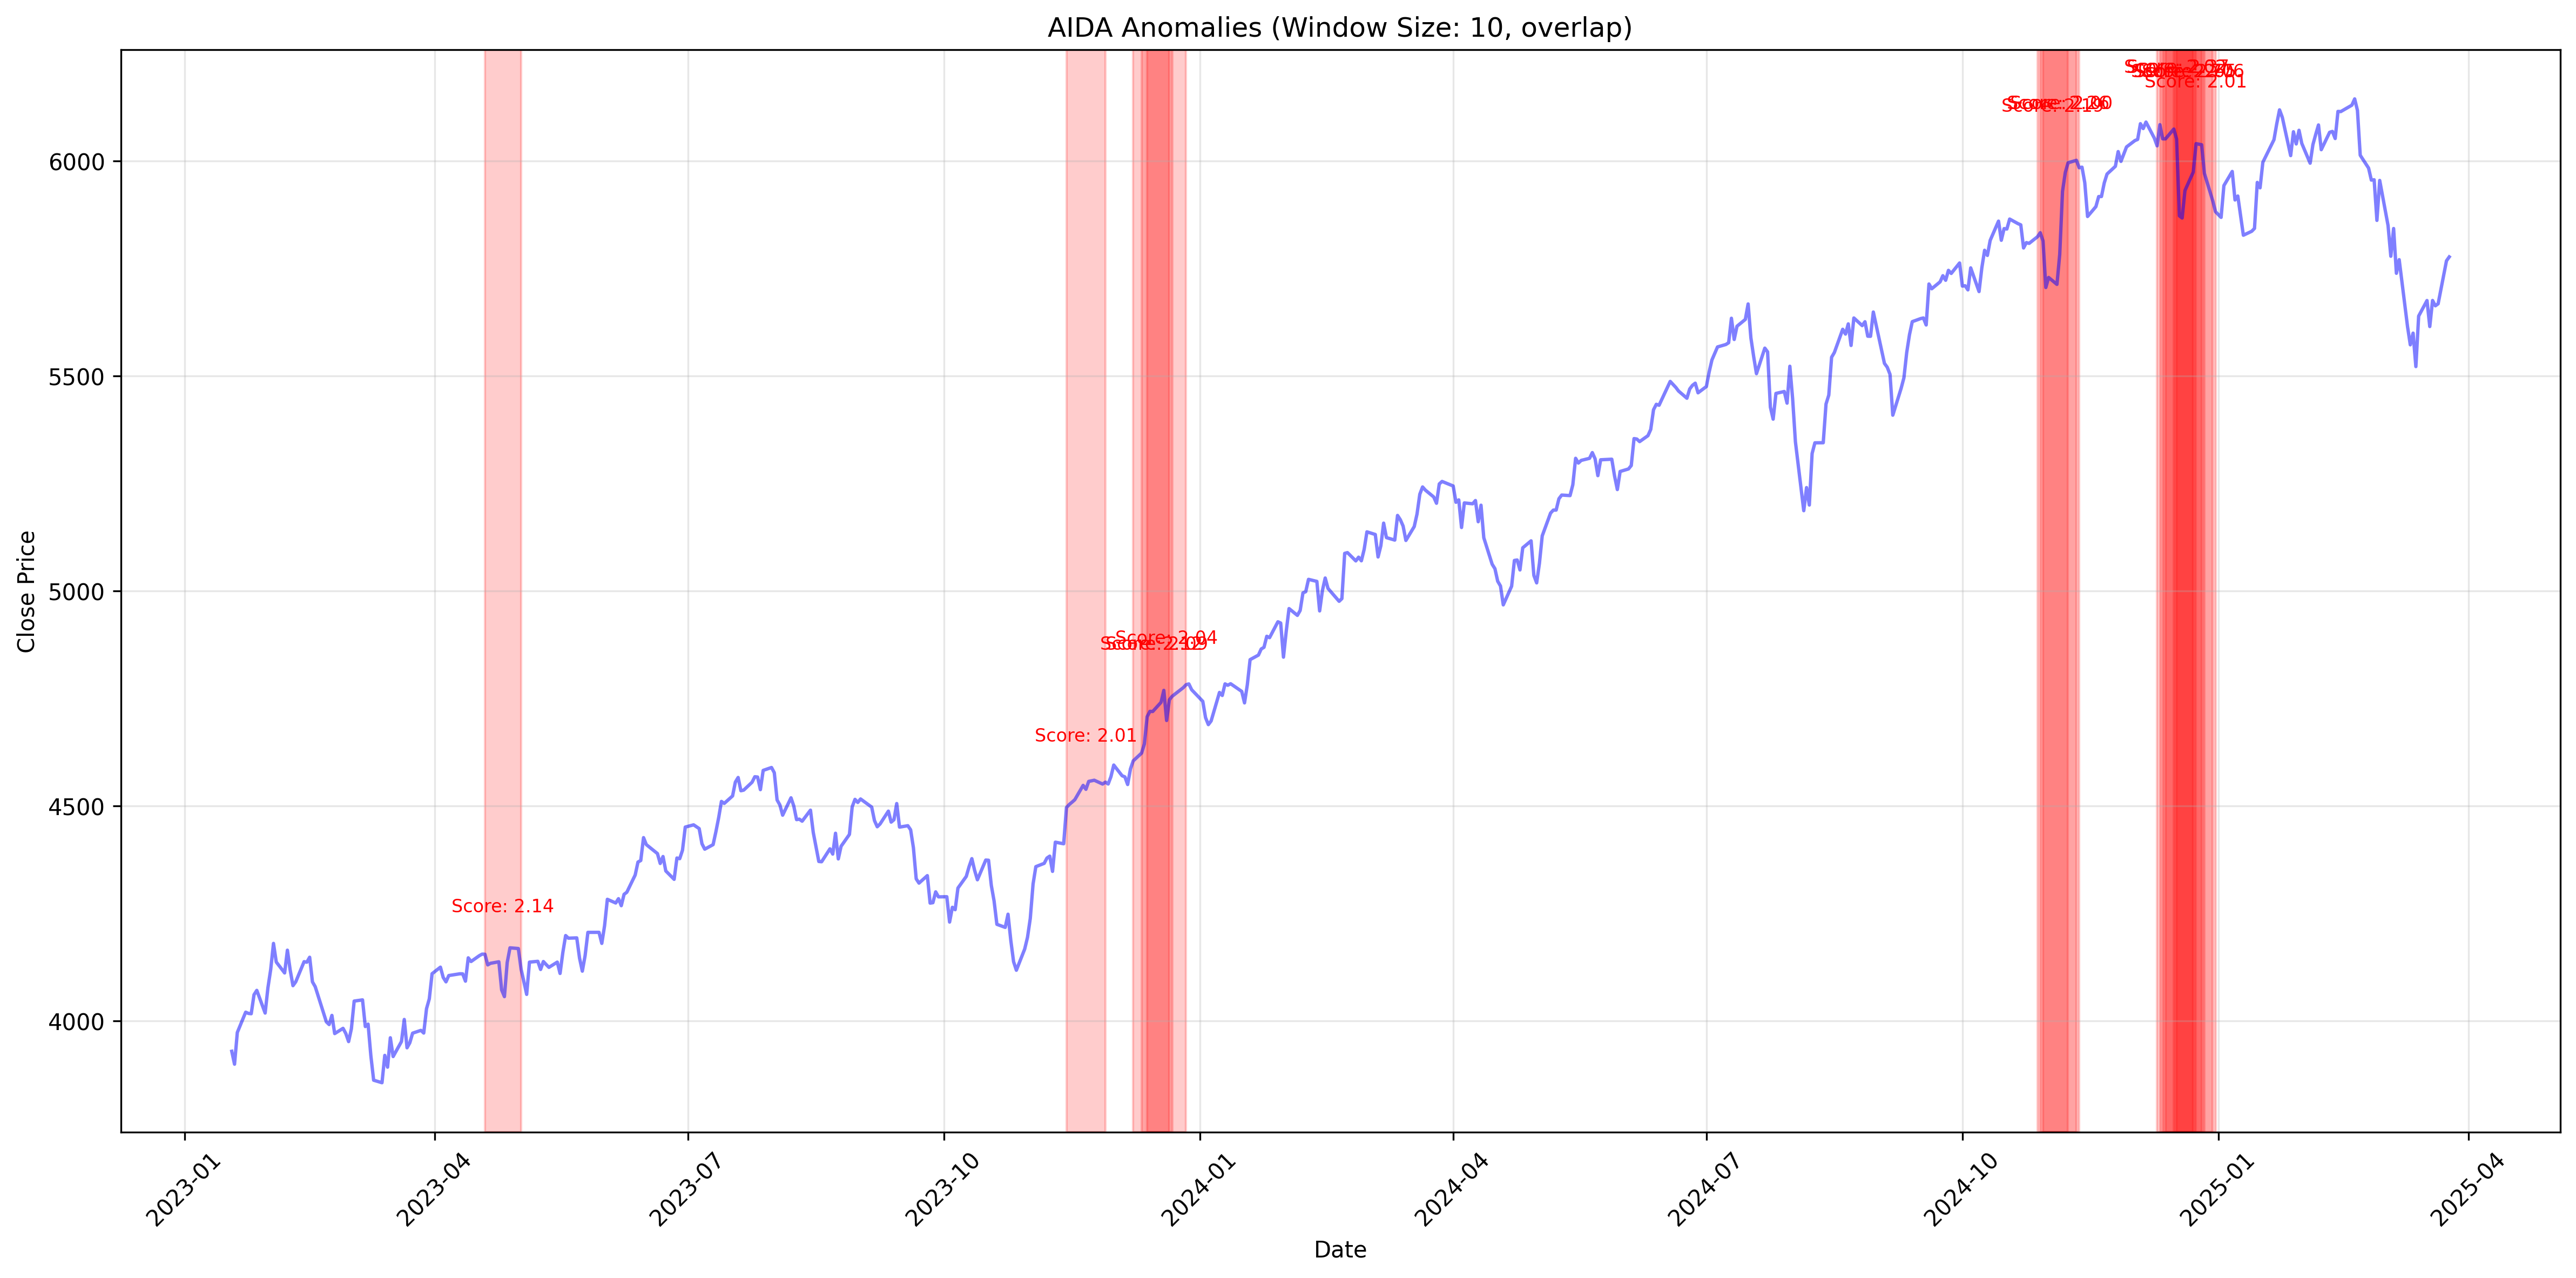 AIDA Anomalies (Window Size: 10, overlap)
Close Price
6000
5500
5000
4500
4000
Score: 2.01
Score: 2.04
Score: 2.01
Score: 2.14
2023-01
2023-04
2023-07
2023-10
2024-01
2024-04
2024-07
2024-10
2025-01
2025-04
Date